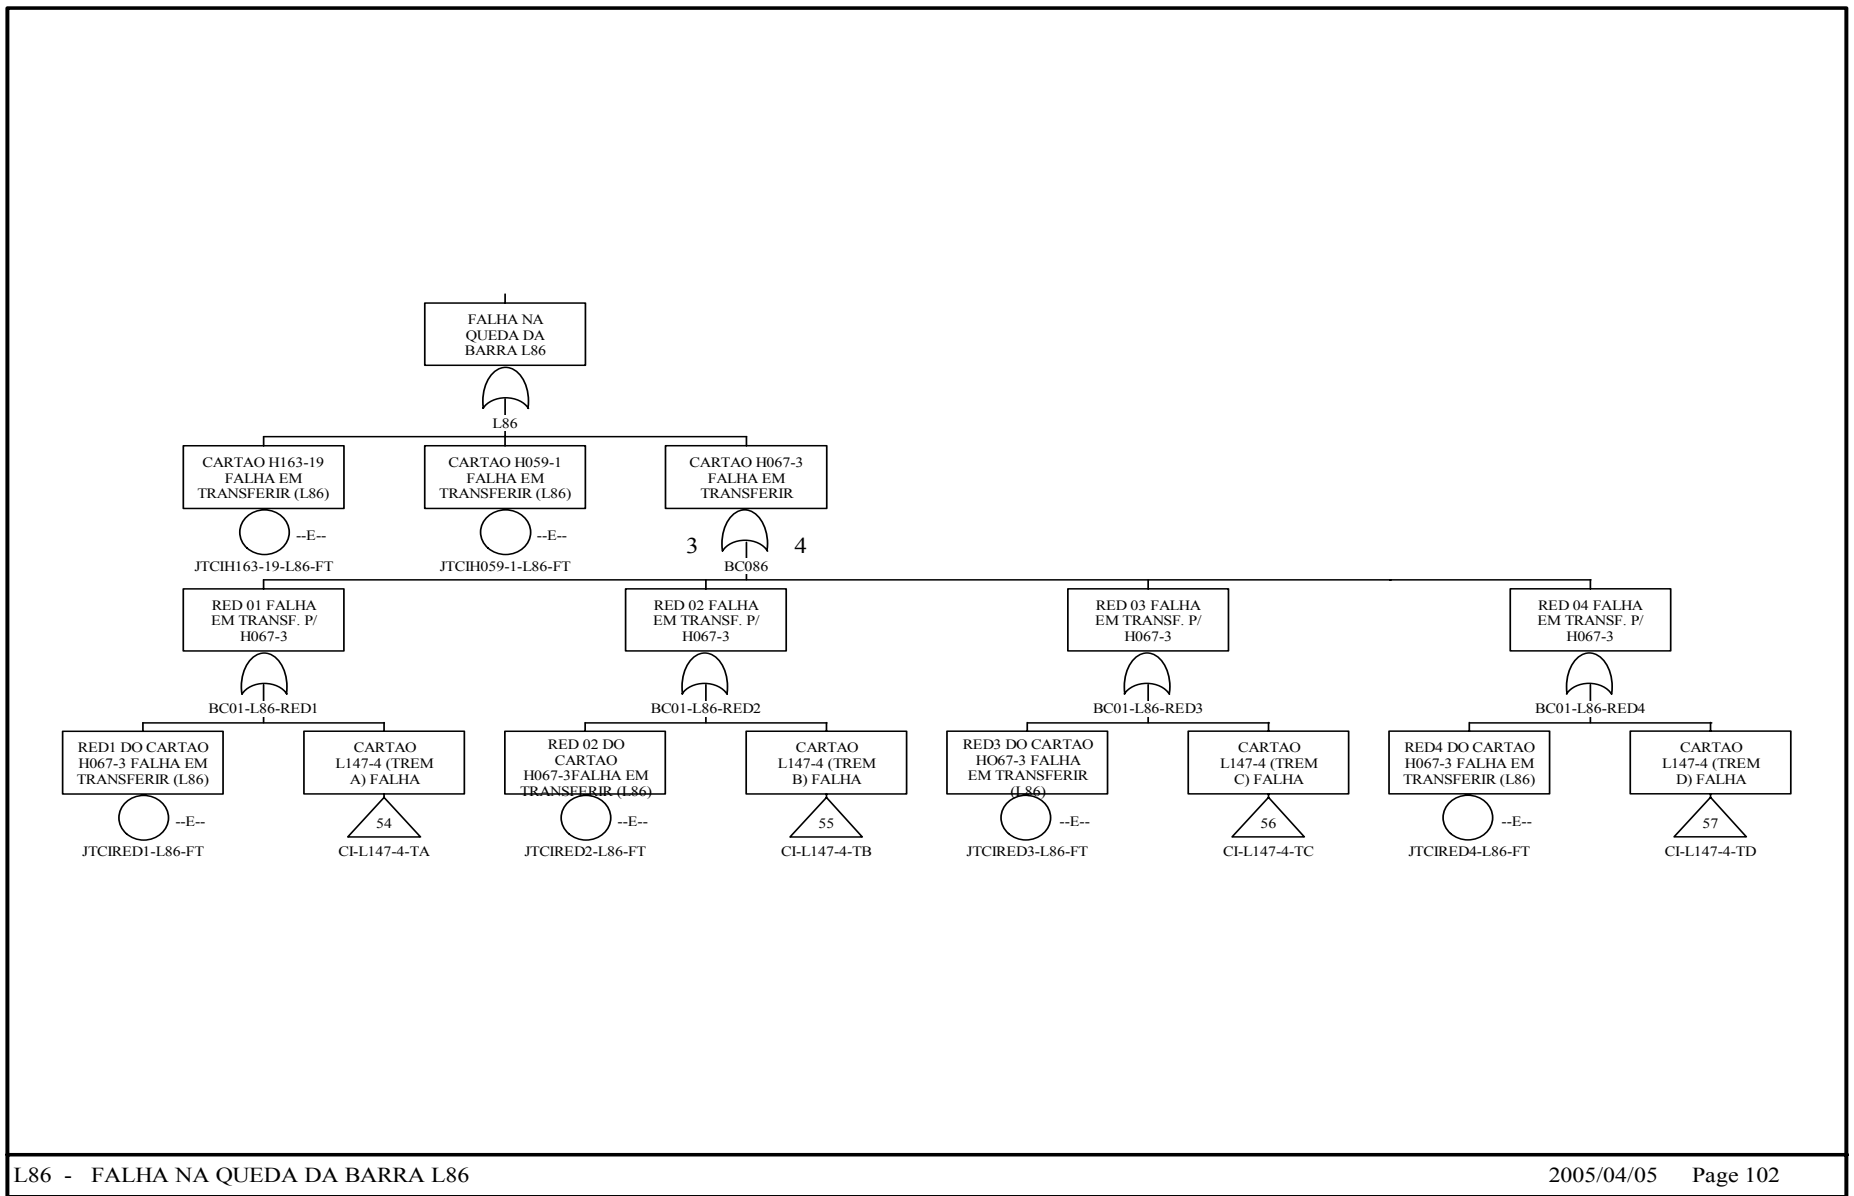 FALHA NA
QUEDA DA
BARRA L86
L86
CARTAO H163-19
FALHA EM
TRANSFERIR (L86)
--E--
JTCIH163-19-L86-FT
CARTAO H059-1
FALHA EM
TRANSFERIR (L86)
--E--
JTCIH059-1-L86-FT
CARTAO H067-3
FALHA EM
TRANSFERIR
3 4
BC086
RED 01 FALHA
EM TRANSF. P/
H067-3
BC01-L86-RED1
RED 02 FALHA
EM TRANSF. P/
H067-3
BC01-L86-RED2
RED 03 FALHA
EM TRANSF. P/
H067-3
BC01-L86-RED3
RED 04 FALHA
EM TRANSF. P/
H067-3
BC01-L86-RED4
RED1 DO CARTAO
H067-3 FALHA EM
TRANSFERIR (L86)
--E--
JTCIRED1-L86-FT
CARTAO
L147-4 (TREM
A) FALHA
54
CI-L147-4-TA
RED 02 DO
CARTAO
H067-3FALHA EM
TRANSFERIR (L86)
--E--
JTCIRED2-L86-FT
CARTAO
L147-4 (TREM
B) FALHA
55
CI-L147-4-TB
RED3 DO CARTAO
HO67-3 FALHA
EM TRANSFERIR
(L86)
--E--
JTCIRED3-L86-FT
CARTAO
L147-4 (TREM
C) FALHA
56
CI-L147-4-TC
RED4 DO CARTAO
H067-3 FALHA EM
TRANSFERIR (L86)
--E--
JTCIRED4-L86-FT
CARTAO
L147-4 (TREM
D) FALHA
57
CI-L147-4-TD
L86 - FALHA NA QUEDA DA BARRA L86
2005/04/05 Page 102